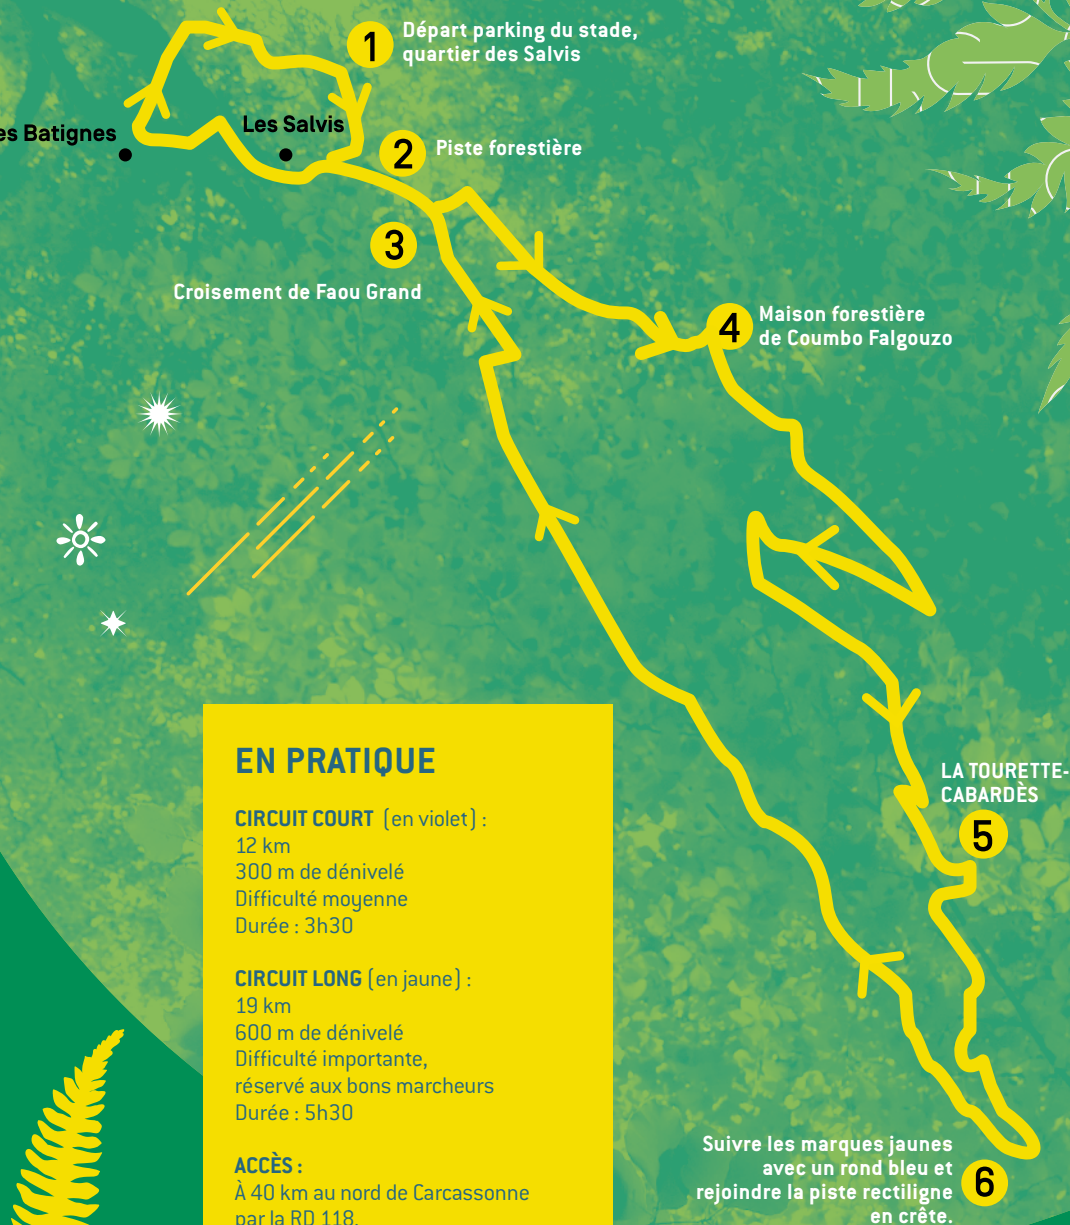 1
Départ parking du stade,
quartier des Salvis
Les Salvis
es Batignes
2
Piste forestière
3
Croisement de Faou Grand
4
Maison forestière
de Coumbo Falgouzo
LA TOURETTE-
CABARDÈS
5
EN PRATIQUE
CIRCUIT COURT (en violet) :
12 km
300 m de dénivelé
Difficulté moyenne
Durée : 3h30
CIRCUIT LONG (en jaune) :
19 km
600 m de dénivelé
Difficulté importante,
réservé aux bons marcheurs
Durée : 5h30
ACCÈS :
À 40 km au nord de Carcassonne
par la RD 118.
Suivre les marques jaunes
avec un rond bleu et
rejoindre la piste rectiligne
en crête.
6